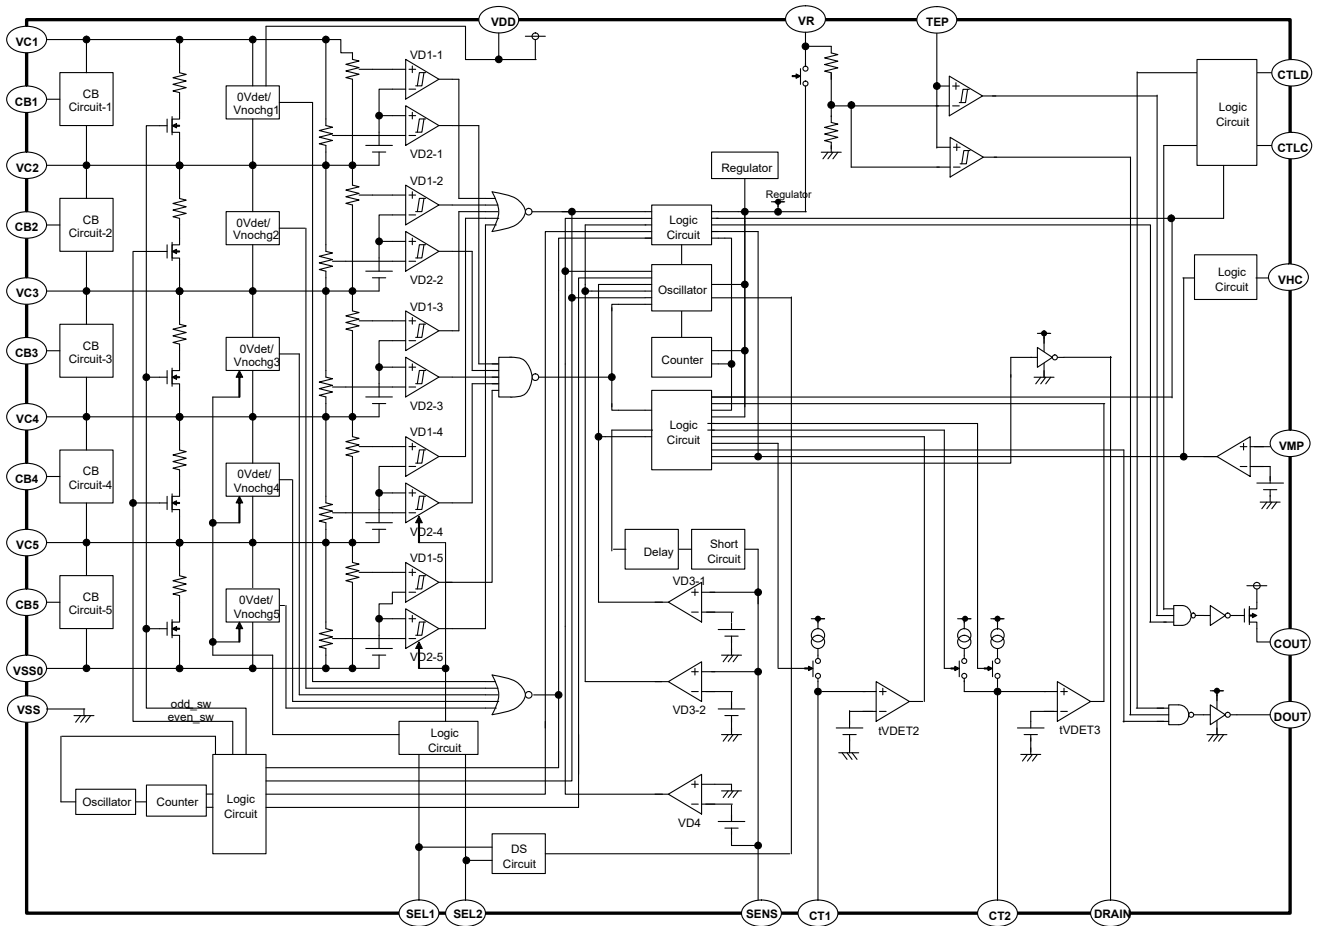 VDD
VR
TEP
VC1
CB1
VC2
CB2
VC3
CB3
VC4
CB4
VC5
CB5
VSS0
VSS
CB
Circuit-1
CB
Circuit-2
CB
Circuit-3
CB
Circuit-4
CB
Circuit-5
0Vdet/
Vnochg1
0Vdet/
Vnochg2
0Vdet/
Vnochg3
0Vdet/
Vnochg4
0Vdet/
Vnochg5
VD1-1
VD2-1
VD1-2
VD2-2
VD1-3
VD2-3
VD1-4
VD2-4
VD1-5
VD2-5
odd_sw
even_sw
Oscillator
Counter
Logic
Circuit
Logic
Circuit
DS
Circuit
Regulator
Regulator
Logic
Circuit
Oscillator
Counter
Logic
Circuit
Delay
Short
Circuit
VD3-1
VD3-2
VD4
tVDET2
tVDET3
Logic
Circuit
Logic
Circuit
CTLD
CTLC
VHC
VMP
COUT
DOUT
SEL1
SEL2
SENS
CT1
CT2
DRAIN